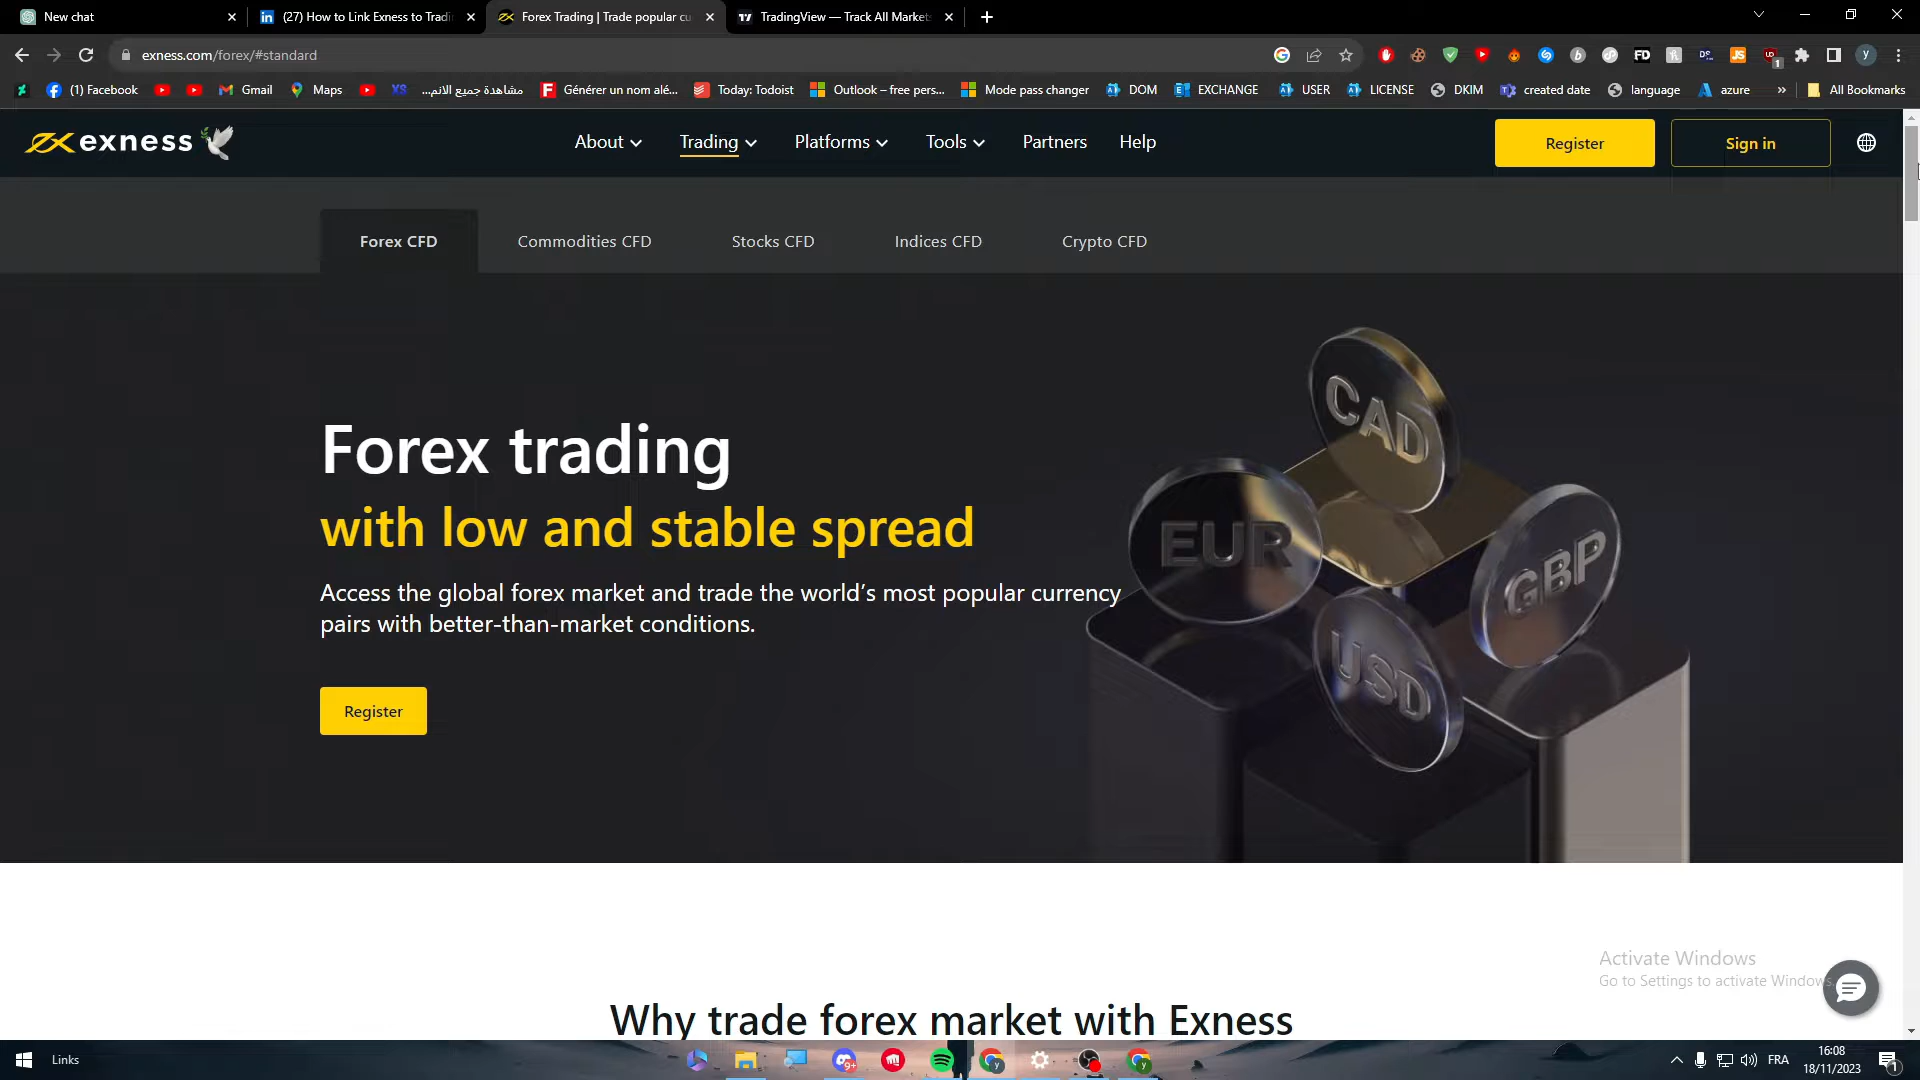 New chat
(27) How to Link Exness to Tradi
Forex Trading | Trade popular cu
TradingView — Track All Markets
exness.com/forex/#standard
(1) Facebook
Gmail
Maps
مشاهدة جميع الانم...
Générer un nom alé...
Today: Todoist
Outlook – free pers...
Mode pass changer
DOM
EXCHANGE
USER
LICENSE
DKIM
created date
language
azure
»
All Bookmarks
exness
About
Trading
Platforms
Tools
Partners
Help
Register
Sign in
Forex CFD
Commodities CFD
Stocks CFD
Indices CFD
Crypto CFD
Forex trading
with low and stable spread
Access the global forex market and trade the world’s most popular currency
pairs with better-than-market conditions.
Register
CAD
EUR
GBP
USD
Why trade forex market with Exness
Activate Windows
Go to Settings to activate Windows.
Links
9+
FRA
16:08
18/11/2023
1